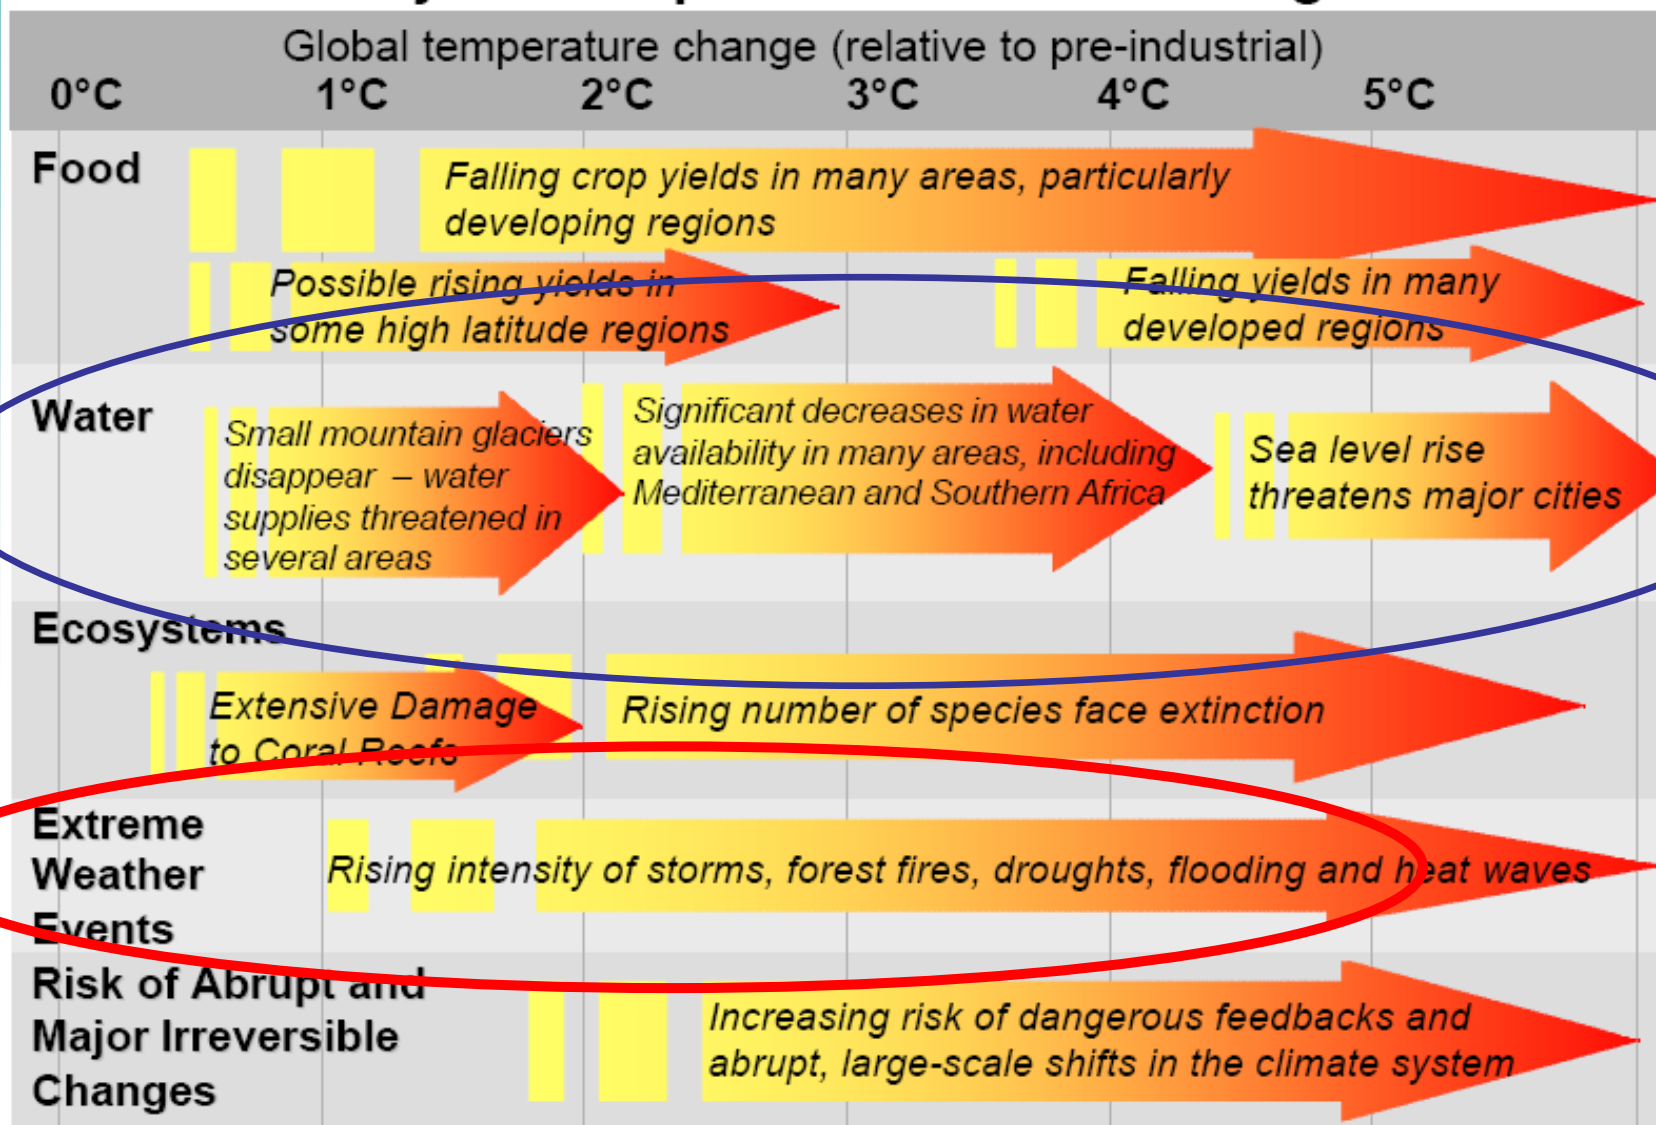 Global temperature change (relative to pre-industrial)
0°C 1°C 2°C 3°C 4°C 5°C
Food
Falling crop yields in many areas, particularly
developing regions
Possible rising yields in
some high latitude regions
Falling yields in many
developed regions
Water
Small mountain glaciers
disappear – water
supplies threatened in
several areas
Significant decreases in water
availability in many areas, including
Mediterranean and Southern Africa
Sea level rise
threatens major cities
Ecosystems
Extensive Damage
to Coral Reefs
Rising number of species face extinction
Extreme
Weather
Events
Rising intensity of storms, forest fires, droughts, flooding and heat waves
Risk of Abrupt and
Major Irreversible
Changes
Increasing risk of dangerous feedbacks and
abrupt, large-scale shifts in the climate system